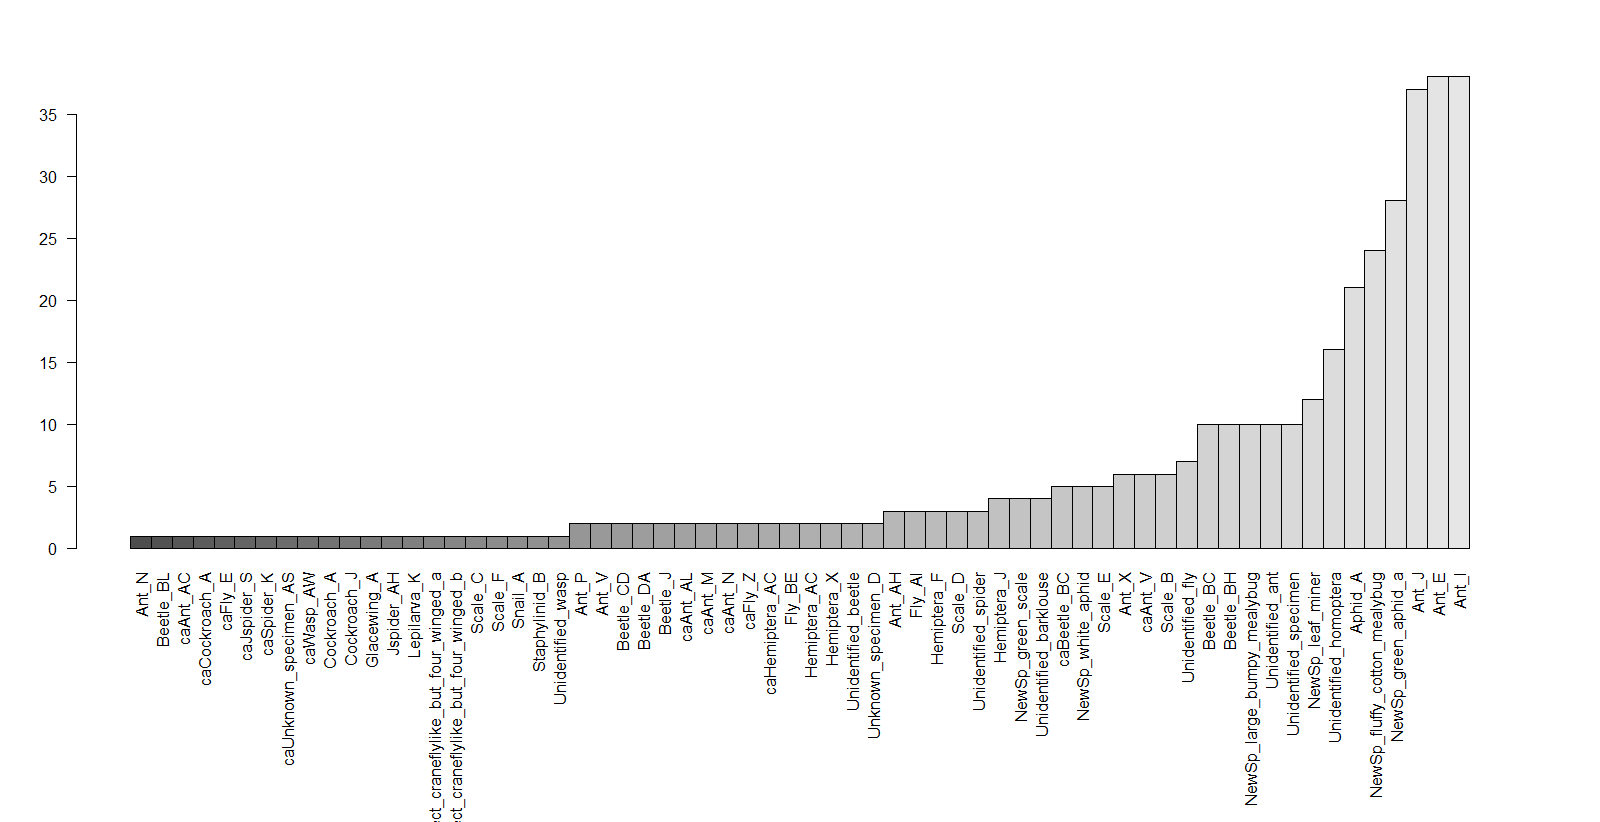 35
30
25
20
15
10
5
0
Ant_N
Beetle_BL
caAnt_AC
caCockroach_A
caFly_E
caJspider_S
caSpider_K
caUnknown_specimen_AS
caWasp_AW
Cockroach_A
Cockroach_J
Glacewing_A
Jspider_AH
Lepilarva_K
ect_craneflylike_but_four_winged_a
ect_craneflylike_but_four_winged_b
Scale_C
Scale_F
Snail_A
Staphylinid_B
Unidentified_wasp
Ant_P
Ant_V
Beetle_CD
Beetle_DA
Beetle_J
caAnt_AL
caAnt_M
caAnt_N
caFly_Z
caHemiptera_AC
Fly_BE
Hemiptera_AC
Hemiptera_X
Unidentified_beetle
Unknown_specimen_D
Ant_AH
Fly_AI
Hemiptera_F
Scale_D
Unidentified_spider
Hemiptera_J
NewSp_green_scale
Unidentified_barklouse
caBeetle_BC
NewSp_white_aphid
Scale_E
Ant_X
caAnt_V
Scale_B
Unidentified_fly
Beetle_BC
Beetle_BH
NewSp_large_bumpy_mealybug
Unidentified_ant
Unidentified_specimen
NewSp_leaf_miner
Unidentified_homoptera
Aphid_A
NewSp_fluffy_cotton_mealybug
NewSp_green_aphid_a
Ant_J
Ant_E
Ant_I